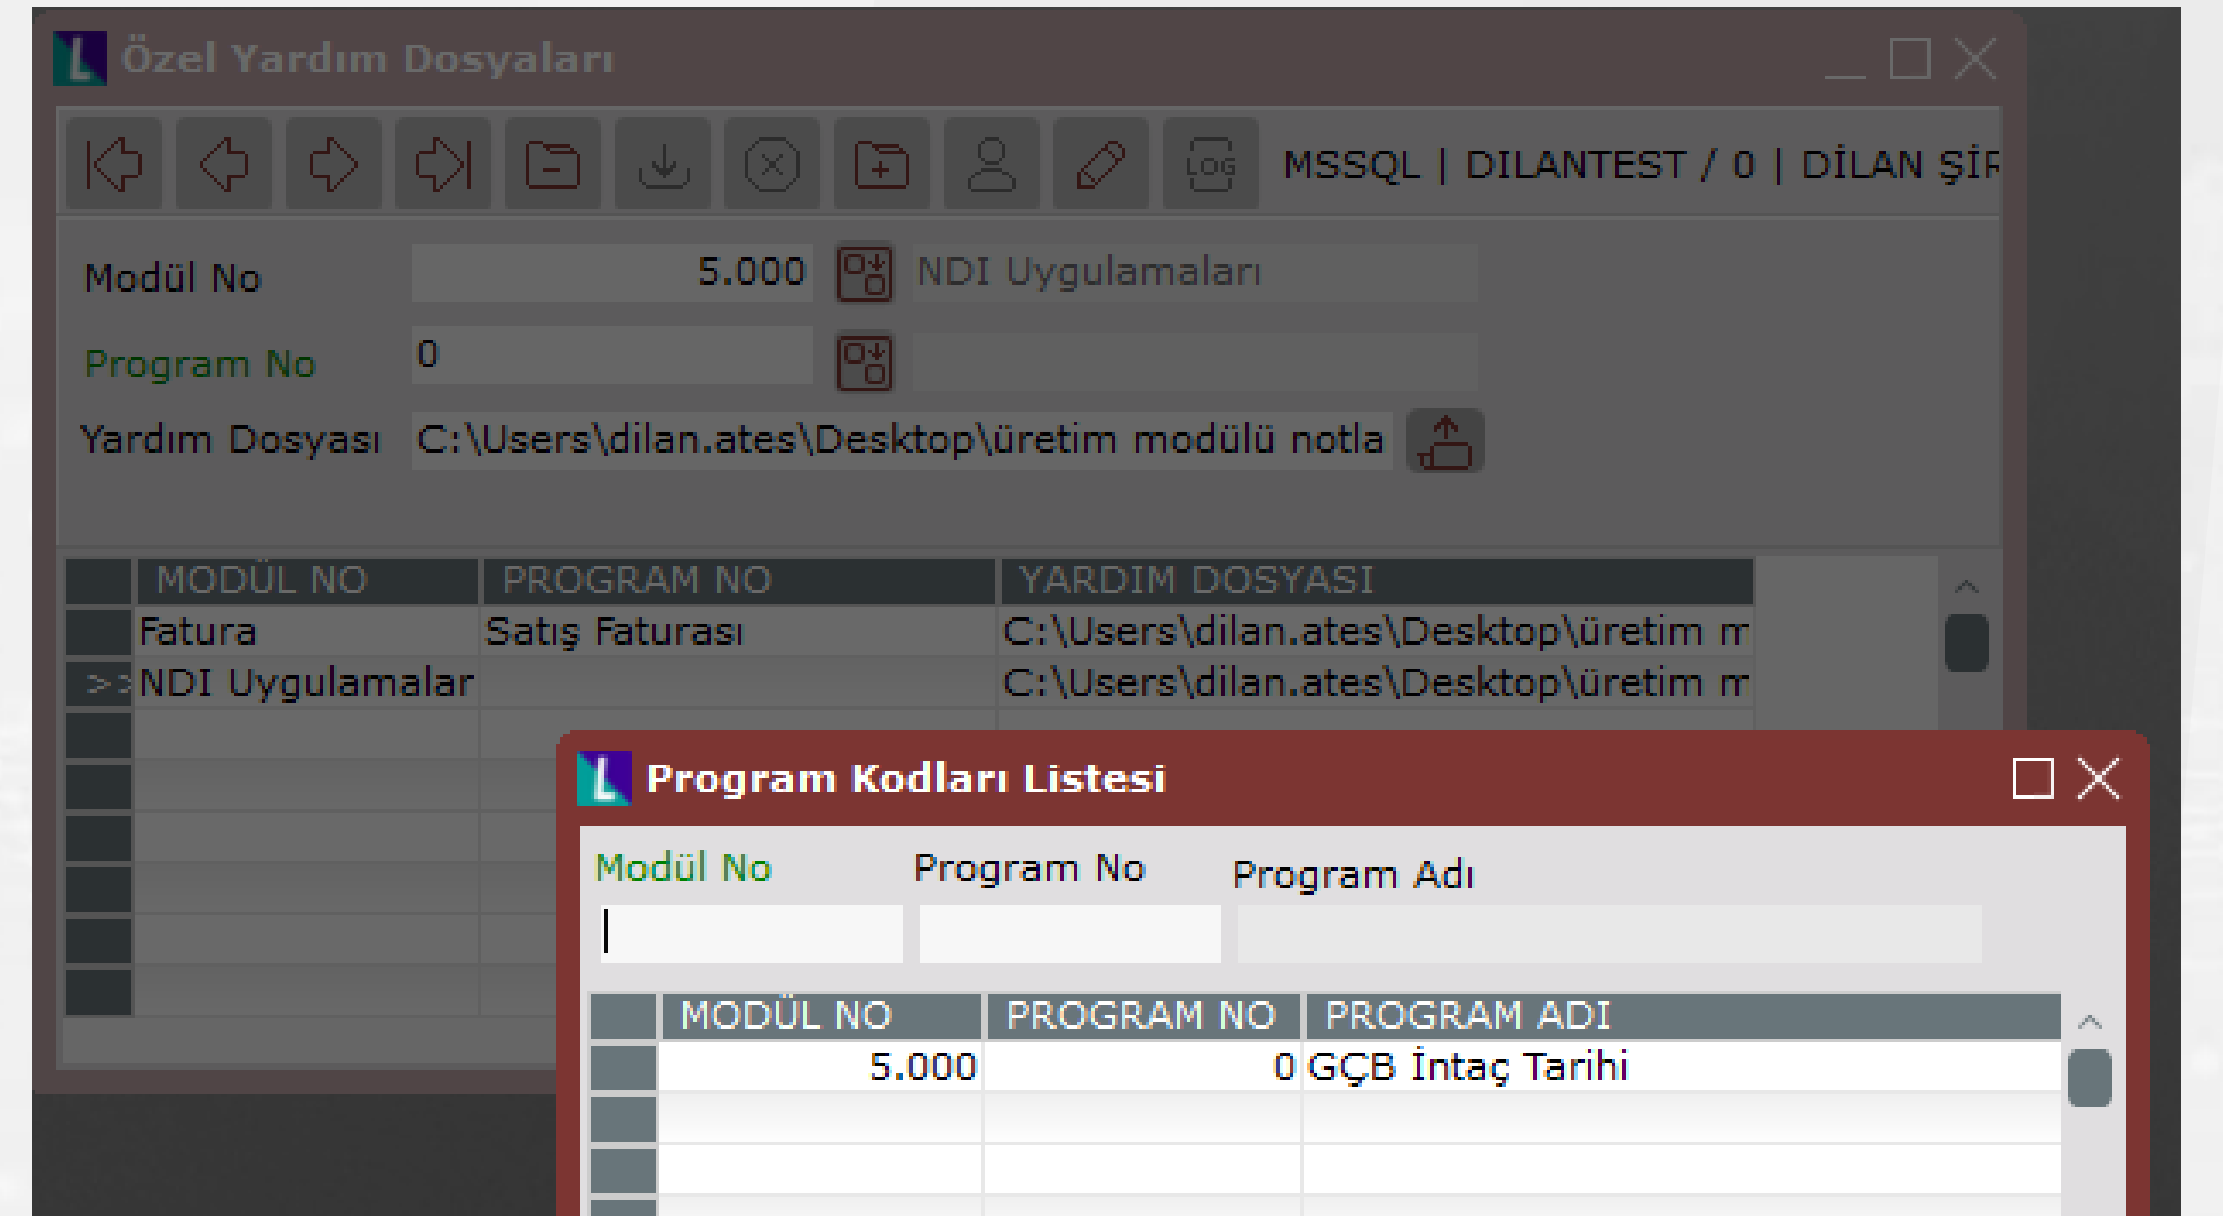 Özel Yardım Dosyaları
LOG
MSSQL | DILANTEST / 0 | DİLAN ŞİR
Modül No 5.000 NDI Uygulamaları
Program No 0
Yardım Dosyası C:\Users\dilan.ates\Desktop\üretim modülü notla
MODÜL NO PROGRAM NO YARDIM DOSYASI
Fatura Satış Faturası C:\Users\dilan.ates\Desktop\üretim m
>> NDI Uygulamalar C:\Users\dilan.ates\Desktop\üretim m
Program Kodları Listesi
Modül No Program No Program Adı
MODÜL NO PROGRAM NO PROGRAM ADI
5.000 0 GÇB İntaç Tarihi